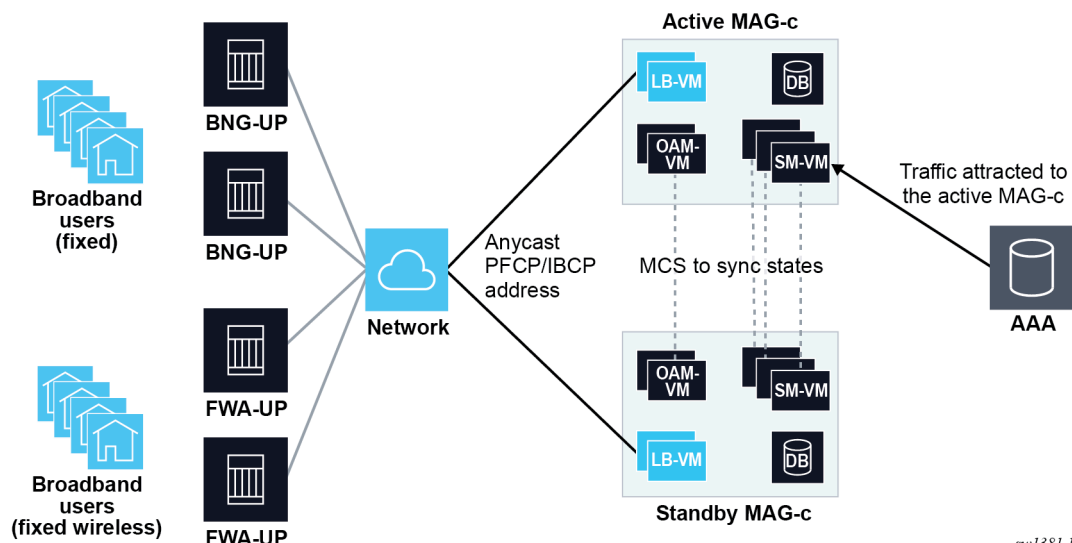 Active MAG-c
LB-VM
DB
OAM-
VM
SM-VM
BNG-UP
Broadband
users
(fixed)
BNG-UP
Traffic attracted to
the active MAG-c
Anycast
PFCP/IBCP
address
MCS to sync states
Network
AAA
FWA-UP
OAM-
VM
SM-VM
LB-VM
DB
Broadband
users
(fixed wireless)
FWA-UP
Standby MAG-c